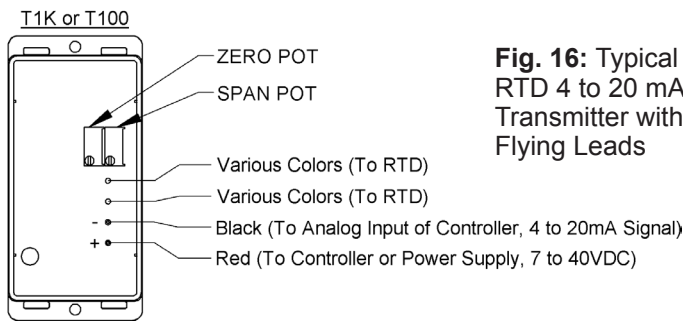 T1K or T100
ZERO POT
SPAN POT
Various Colors (To RTD)
Various Colors (To RTD)
- Black (To Analog Input of Controller, 4 to 20mA Signal)
+ Red (To Controller or Power Supply, 7 to 40VDC)
Fig. 16: Typical
RTD 4 to 20 mA
Transmitter with
Flying Leads